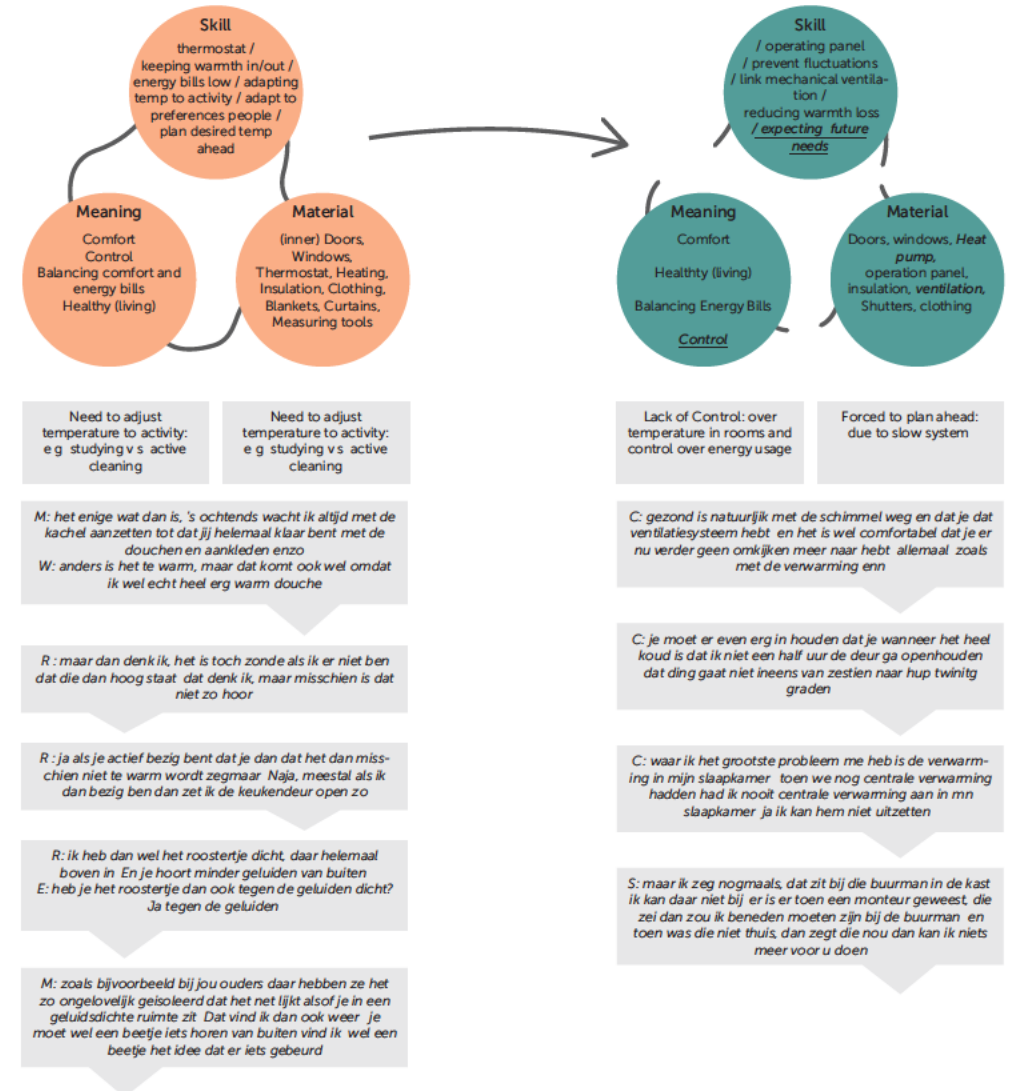 Skill
thermostat /
keeping warmth in/out /
energy bills low / adapting
temp to activity / adapt to
preferences people /
plan desired temp
ahead
Meaning
Comfort
Control
Balancing comfort and
energy bills
Healthy (living)
Material
(inner) Doors,
Windows,
Thermostat, Heating,
Insulation, Clothing,
Blankets, Curtains,
Measuring tools
Skill
/ operating panel
/ prevent fluctuations
/ link mechanical ventila-
tion /
reducing warmth loss
/ expecting future
needs
Meaning
Comfort
Healthty (living)
Balancing Energy Bills
Control
Material
Doors, windows, Heat
pump,
operation panel,
insulation, ventilation,
Shutters, clothing
Need to adjust
temperature to activity:
e g studying v s active
cleaning
Need to adjust
temperature to activity:
e g studying v s active
cleaning
M: het enige wat dan is, 's ochtends wacht ik altijd met de
kachel aanzetten tot dat jij helemaal klaar bent met de
douchen en aankleden enzo
W: anders is het te warm, maar dat komt ook wel omdat
ik wel echt heel erg warm douche
R : maar dan denk ik, het is toch zonde als ik er niet ben
dat die dan hoog staat dat denk ik, maar misschien is dat
niet zo hoor
R : ja als je actief bezig bent dat je dan dat het dan miss-
chien niet te warm wordt zegmaar Naja, meestal als ik
dan bezig ben dan zet ik de keukendeur open zo
R: ik heb dan wel het roostertje dicht, daar helemaal
boven in En je hoort minder geluiden van buiten
E: heb je het roostertje dan ook tegen de geluiden dicht?
Ja tegen de geluiden
M: zoals bijvoorbeeld bij jou ouders daar hebben ze het
zo ongelovelijk geisoleerd dat het net lijkt alsof je in een
geluidsdichte ruimte zit Dat vind ik dan ook weer je
moet wel een beetje iets horen van buiten vind ik wel een
beetje het idee dat er iets gebeurd
Lack of Control: over
temperature in rooms and
control over energy usage
Forced to plan ahead:
due to slow system
C: gezond is natuurljk met de schimmel weg en dat je dat
ventilatiesysteem hebt en het is wel comfortabel dat je er
nu verder geen omkijken meer naar hebt allemaal zoals
met de verwarming enn
C: je moet er even erg in houden dat je wanneer het heel
koud is dat ik niet een half uur de deur ga openhouden
dat ding gaat niet ineens van zestien naar hup twinitg
graden
C: waar ik het grootste probleem me heb is de verwarm-
ing in mijn slaapkamer toen we nog centrale verwarming
hadden had ik nooit centrale verwarming aan in mn
slaapkamer ja ik kan hem niet uitzetten
S: maar ik zeg nogmaals, dat zit bij die buurman in de kast
ik kan daar niet bij er is er toen een monteur geweest, die
zei dan zou ik beneden moeten zijn bij de buurman en
toen was die niet thuis, dan zegt die nou dan kan ik niets
meer voor u doen